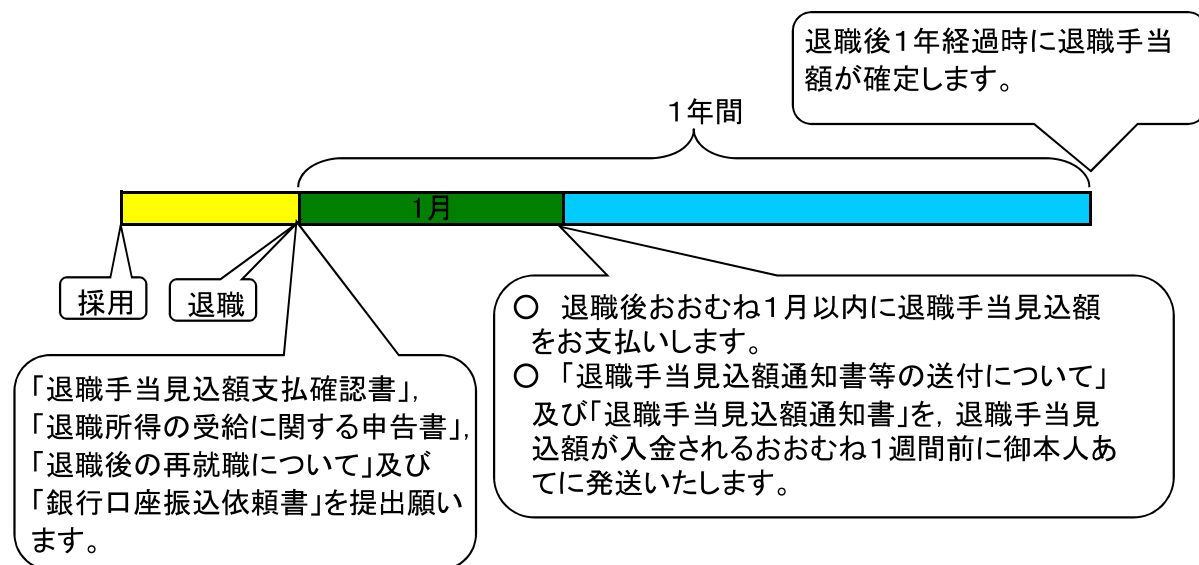 退職後１年経過時に退職手当
額が確定します。
１年間
１月
採用
退職
○　退職後おおむね１月以内に退職手当見込額
をお支払いします。
○　「退職手当見込額通知書等の送付について」
及び「退職手当見込額通知書」を，退職手当見
込額が入金されるおおむね１週間前に御本人あ
てに発送いたします。
「退職手当見込額支払確認書」，
「退職所得の受給に関する申告書」，
「退職後の再就職について」及び
「銀行口座振込依頼書」を提出願い
ます。